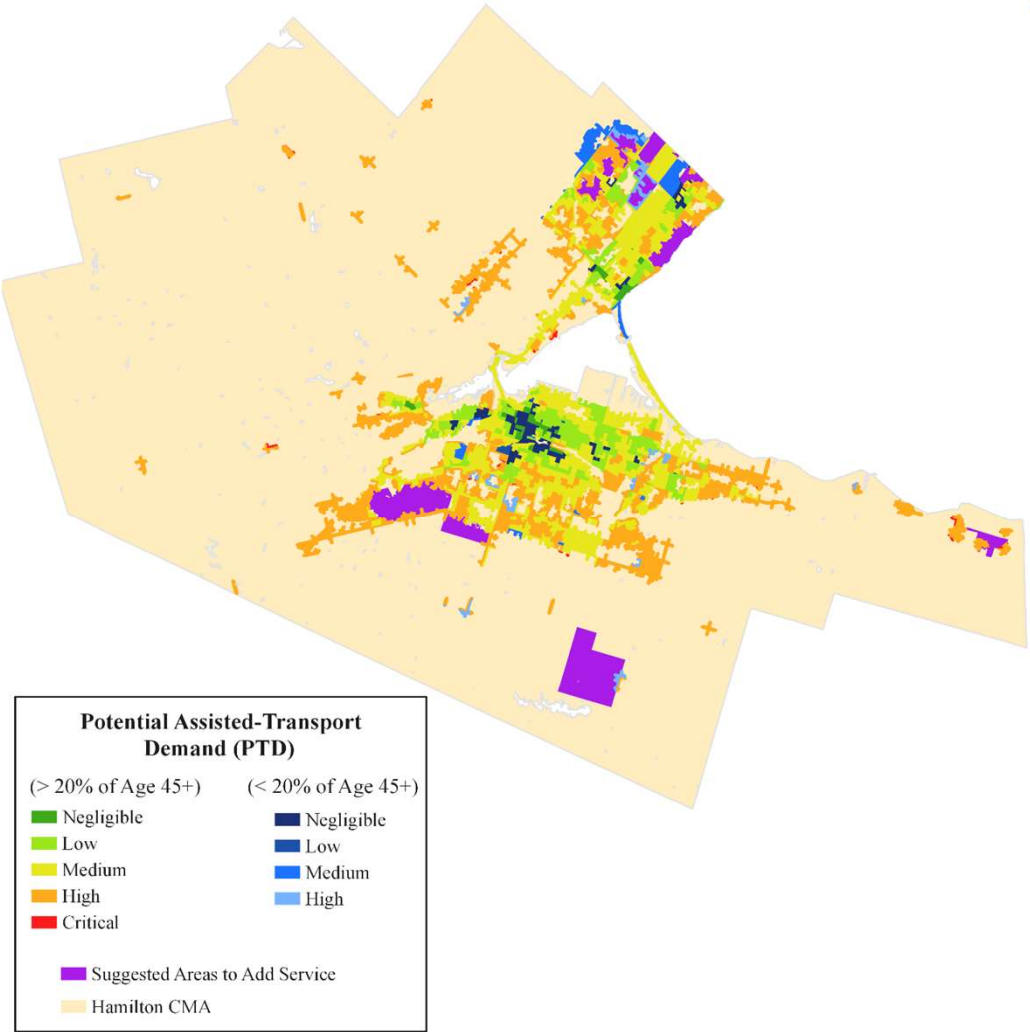 Potential Assisted-Transport
Demand (PTD)
(> 20% of Age 45+) (< 20% of Age 45+)
Negligible Negligible
Low Low
Medium Medium
High High
Critical
Suggested Areas to Add Service
Hamilton CMA